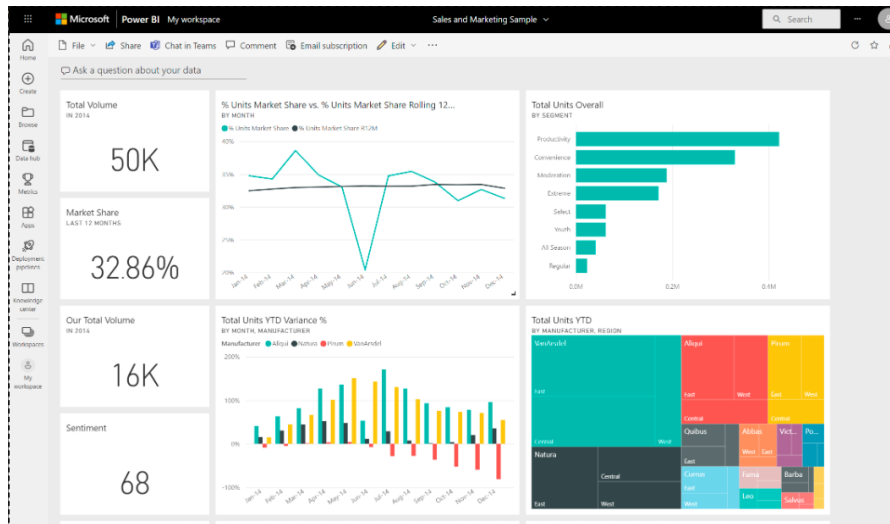 Microsoft Power BI My workspace
Sales and Marketing Sample
Search
File
Share
Chat in Teams
Comment
Email subscription
Edit
Home
Create
Browse
Data hub
Metrics
Apps
Deployment
pipelines
Knowledge
center
Workspaces
My
workspace
Ask a question about your data
Total Volume
IN 2014
50K
Market Share
LAST 12 MONTHS
32.86%
Our Total Volume
IN 2014
16K
Sentiment
68
% Units Market Share vs. % Units Market Share Rolling 12...
BY MONTH
% Units Market Share % Units Market Share R12M
40%
35%
30%
25%
20%
Jan-14 Feb-14 Mar-14 Apr-14 May-14 Jun-14 Jul-14 Aug-14 Sep-14 Oct-14 Nov-14 Dec-14
Total Units Overall
BY SEGMENT
Productivity
Convenience
Moderation
Extreme
Select
Youth
All Season
Regular
0.0M 0.2M 0.4M
Total Units YTD Variance %
BY MONTH, MANUFACTURER
Manufacturer Aliqui Natura Pirum VanArsdel
200%
100%
0%
-100%
Jan-14 Feb-14 Mar-14 Apr-14 May-14 Jun-14 Jul-14 Aug-14 Sep-14 Oct-14 Nov-14 Dec-14
Total Units YTD
BY MANUFACTURER, REGION
VanArsdel
East
Central West
Natura
Central
East West
Aliqui
East West
Central
Pirum
East West
Central
Quibus
East
Abbas
West East
Vict...
Po...
Currus
East
West
Fama
Leo
Barba
Salvus